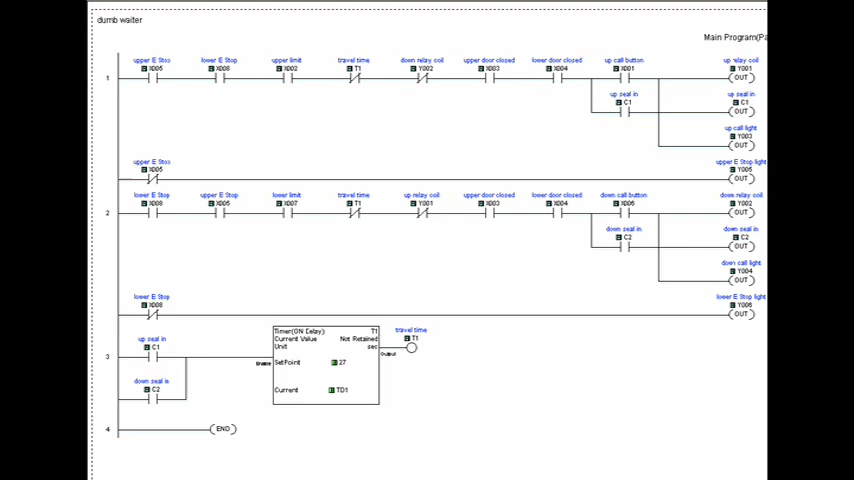 dumb waiter
Main Program(Pa
upper E Stop lower E Stop upper limit travel time down relay coil upper door closed lower door closed up call button up relay coil
X005 X008 X002 T1 Y002 X003 X004 X001 Y001
1 OUT
up seal in up seal in
C1 C1
OUT
up call light
Y003
OUT
upper E Stop upper E Stop light
X005 Y005
OUT
lower E Stop upper E Stop lower limit travel time up relay coil upper door closed lower door closed down call button down relay coil
X008 X005 X007 T1 Y001 X003 X004 X006 Y002
2 OUT
down seal in down seal in
C2 C2
OUT
down call light
Y004
OUT
lower E Stop lower E Stop light
X008 Y006
OUT
Timer(ON Delay) T1 travel time
up seal in Current Value Not Retained T1
C1 Unit sec
Output
3 Enable SetPoint 27
down seal in
C2 Current TD1
4 END